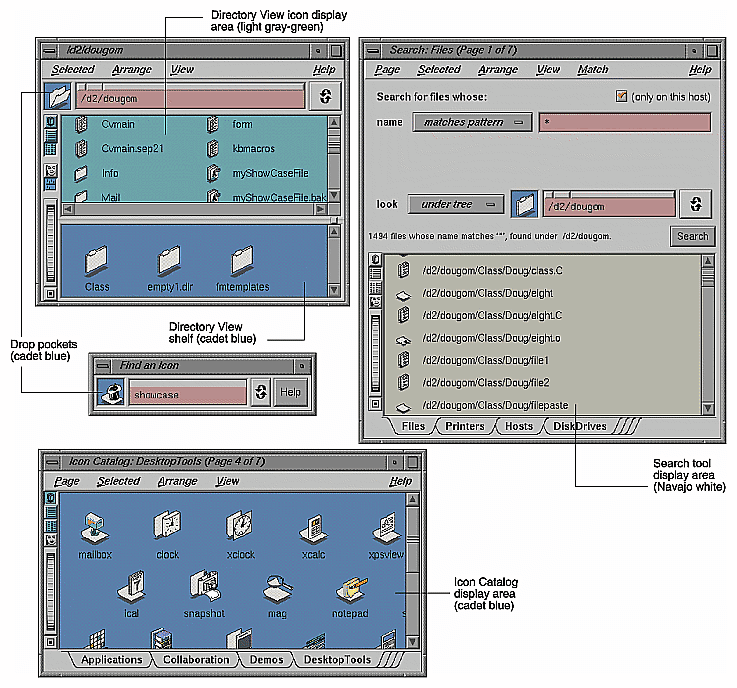 Directory View icon display
area (light gray-green)
/d2/dougom
Selected Arrange View Help
/d2/dougom
Cvmain form
Cvmain.sep21 kbmacros
Info myShowCaseFile
Mail myShowCaseFile.bak
Class empty1.dir fmtemplates
Drop pockets
(cadet blue)
Directory View
shelf (cadet blue)
Find an Icon
showcase Help
Search: Files (Page 1 of 7)
Page Selected Arrange View Match Help
Search for files whose: (only on this host)
name matches pattern *
look under tree /d2/dougom
1494 files whose name matches "*", found under /d2/dougom. Search
/d2/dougom/Class/Doug/class.C
/d2/dougom/Class/Doug/eight
/d2/dougom/Class/Doug/eight.C
/d2/dougom/Class/Doug/eight.o
/d2/dougom/Class/Doug/file1
/d2/dougom/Class/Doug/file2
/d2/dougom/Class/Doug/filepaste
Files Printers Hosts DiskDrives
Search tool
display area
(Navajo white)
Icon Catalog: DesktopTools (Page 4 of 7)
Page Selected Arrange View Help
mailbox clock xclock xcalc xpsview
ical snapshot mag notepad s
Applications Collaboration Demos DesktopTools
Icon Catalog
display area
(cadet blue)